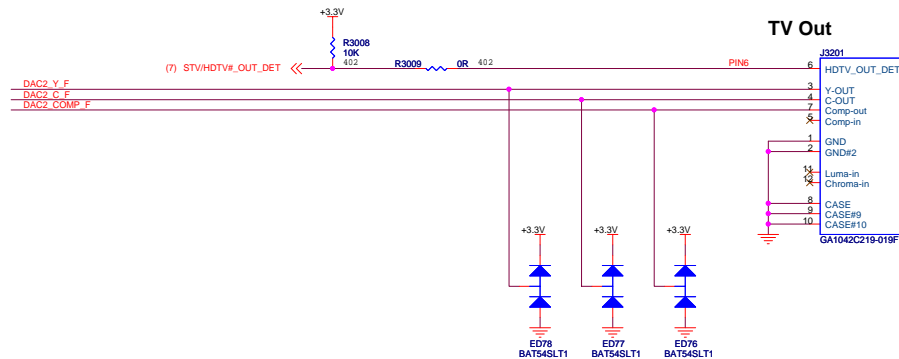 TV Out
+3.3V
R3008
10K
402
(7) STV/HDTV#_OUT_DET
R3009 0R 402
PIN6
J3201
6 HDTV_OUT_DET
DAC2_Y_F
DAC2_C_F
DAC2_COMP_F
3 Y-OUT
4 C-OUT
7 Comp-out
5 Comp-in
1 GND
2 GND#2
11 Luma-in
12 Chroma-in
8 CASE
9 CASE#9
10 CASE#10
GA1042C219-019F
+3.3V +3.3V +3.3V
ED78 ED77 ED76
BAT54SLT1 BAT54SLT1 BAT54SLT1